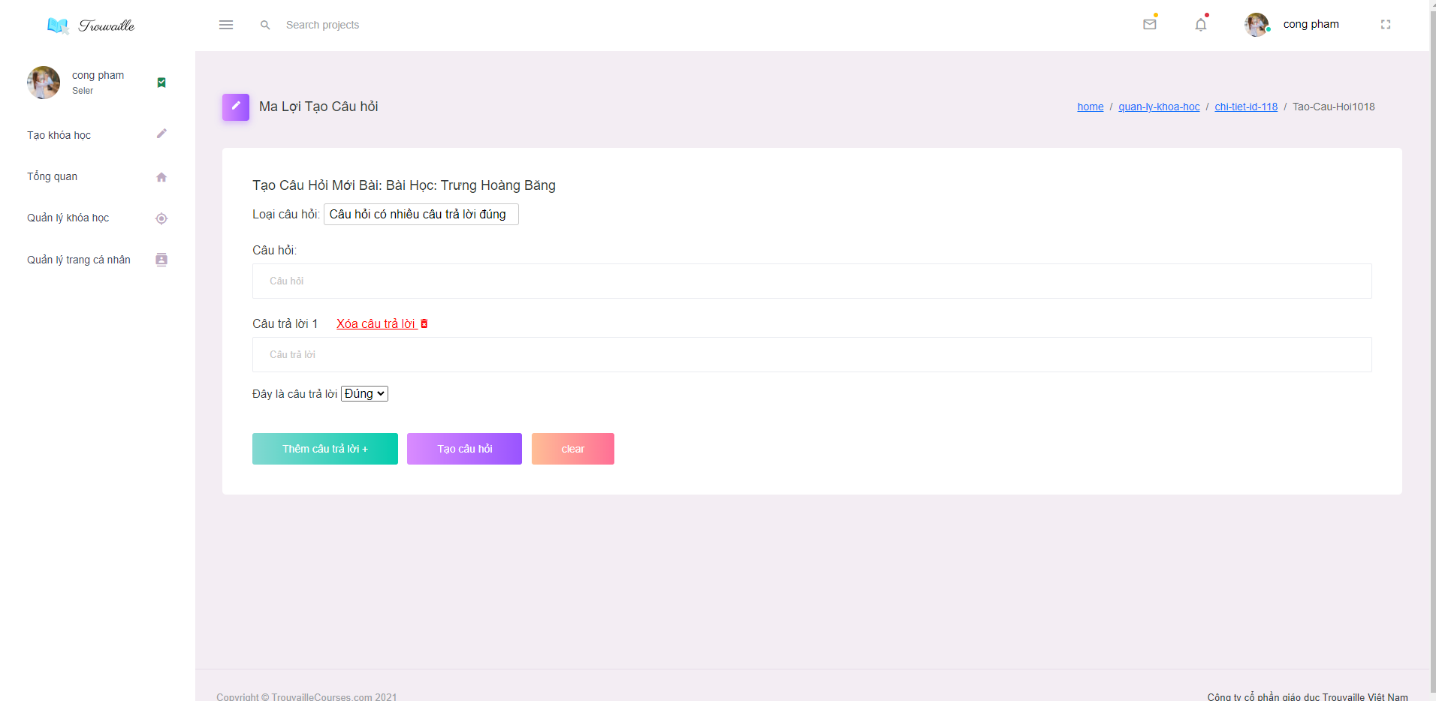 Trouvaille
Search projects
cong pham
cong pham
Seler
Tạo khóa học
Tổng quan
Quản lý khóa học
Quản lý trang cá nhân
Ma Lợi Tạo Câu hỏi
home / quan-ly-khoa-hoc / chi-tiet-id-118 / Tao-Cau-Hoi1018
Tạo Câu Hỏi Mới Bài: Bài Học: Trưng Hoàng Băng
Loại câu hỏi: Câu hỏi có nhiều câu trả lời đúng
Câu hỏi:
Câu hỏi
Câu trả lời 1 Xóa câu trả lời
Câu trả lời
Đây là câu trả lời Đúng
Thêm câu trả lời +
Tạo câu hỏi
clear
Copyright © TrouvailleCourses.com 2021
Công ty cổ phần giáo dục Trouvaille Việt Nam